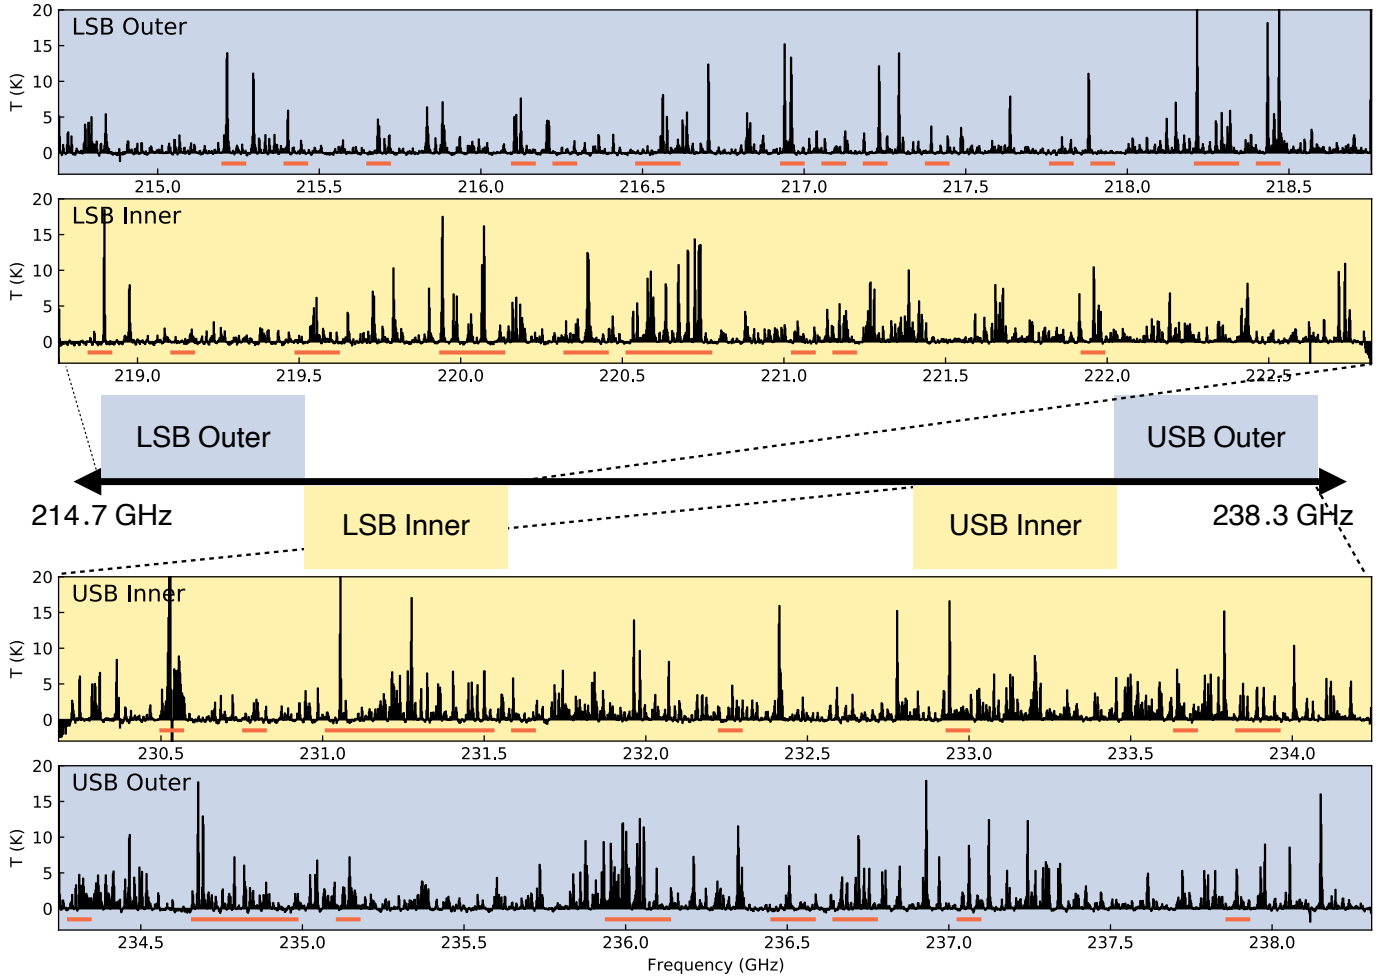 LSB Outer
T (K)
20
15
10
5
0
215.0 215.5 216.0 216.5 217.0 217.5 218.0 218.5
LSB Inner
T (K)
20
15
10
5
0
219.0 219.5 220.0 220.5 221.0 221.5 222.0 222.5
LSB Outer USB Outer
214.7 GHz 238.3 GHz
LSB Inner USB Inner
USB Inner
T (K)
20
15
10
5
0
230.5 231.0 231.5 232.0 232.5 233.0 233.5 234.0
USB Outer
T (K)
20
15
10
5
0
234.5 235.0 235.5 236.0 236.5 237.0 237.5 238.0
Frequency (GHz)